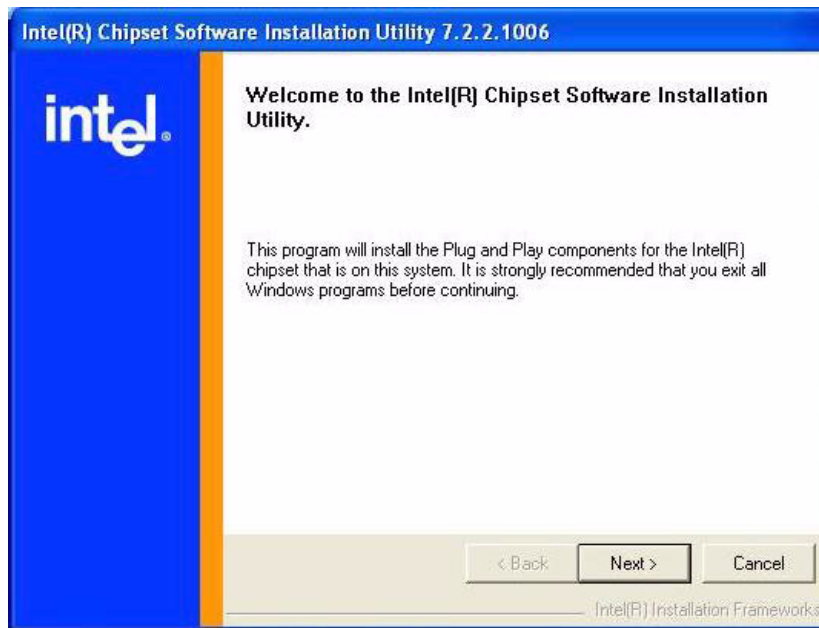 Intel(R) Chipset Software Installation Utility 7.2.2.1006
intel®
Welcome to the Intel(R) Chipset Software Installation
Utility.
This program will install the Plug and Play components for the Intel(R)
chipset that is on this system. It is strongly recommended that you exit all
Windows programs before continuing.
< Back
Next >
Cancel
Intel(R) Installation Frameworks